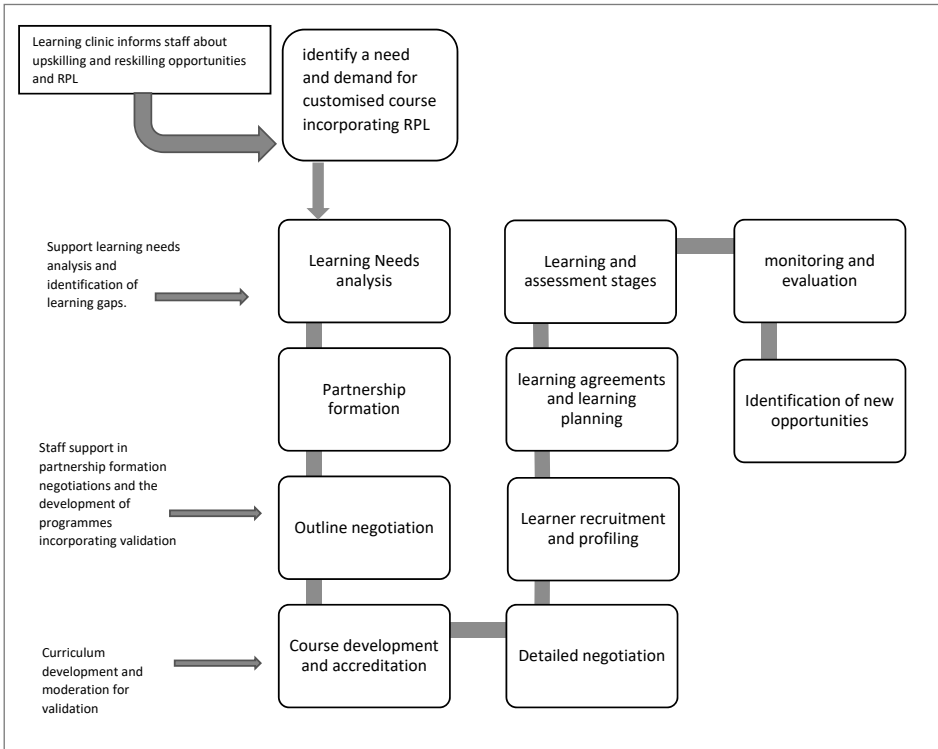 Learning clinic informs staff about
upskilling and reskilling opportunities
and RPL
identify a need
and demand for
customised course
incorporating RPL
Support learning needs
analysis and
identification of
learning gaps.
Learning Needs
analysis
Learning and
assessment stages
monitoring and
evaluation
Partnership
formation
learning agreements
and learning
planning
Identification of new
opportunities
Staff support in
partnership formation
negotiations and the
development of
programmes
incorporating validation
Outline negotiation
Learner recruitment
and profiling
Curriculum
development and
moderation for
validation
Course development
and accreditation
Detailed negotiation